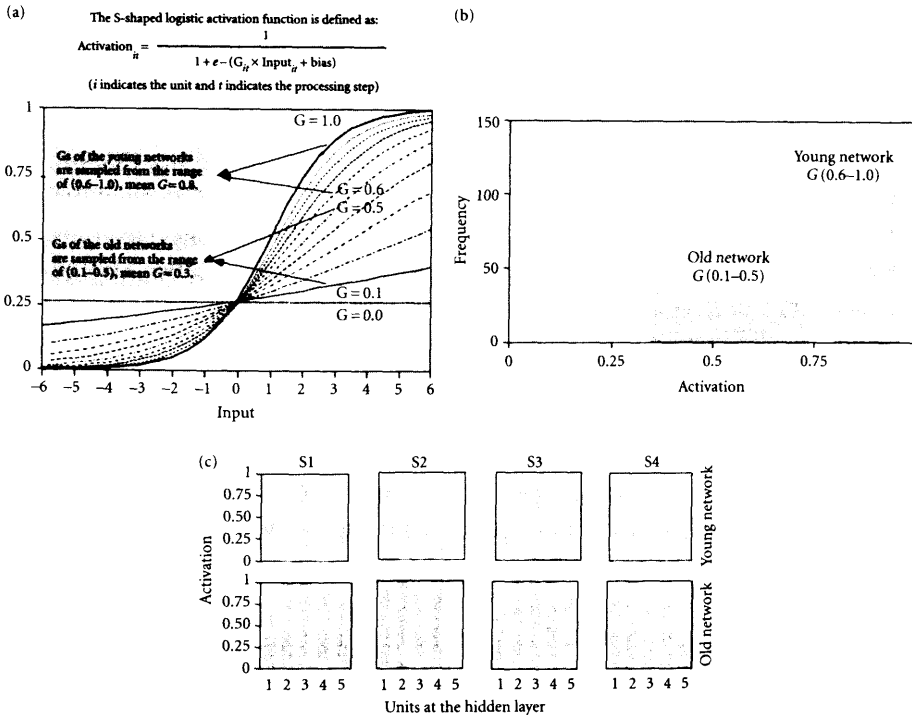 (a)
The S-shaped logistic activation function is defined as:
Activation_it = 1
1 + e – (G_it × Input_it + bias)
(i indicates the unit and t indicates the processing step)
1
0.75
0.5
0.25
0
G = 1.0
Gs of the young networks
are sampled from the range
of (0.6–1.0), mean G=0.8.
G = 0.6
G = 0.5
Gs of the old networks
are sampled from the range
of (0.1–0.5), mean G=0.3.
G = 0.1
G = 0.0
–6 –5 –4 –3 –2 –1 0 1 2 3 4 5 6
Input
(b)
150
100
50
0
Frequency
Young network
G (0.6–1.0)
Old network
G (0.1–0.5)
0 0.25 0.5 0.75
Activation
(c)
S1 S2 S3 S4
1
0.75
0.50
0.25
0
Young network
Activation
1
0.75
0.50
0.25
0
Old network
1 2 3 4 5 1 2 3 4 5 1 2 3 4 5 1 2 3 4 5
Units at the hidden layer